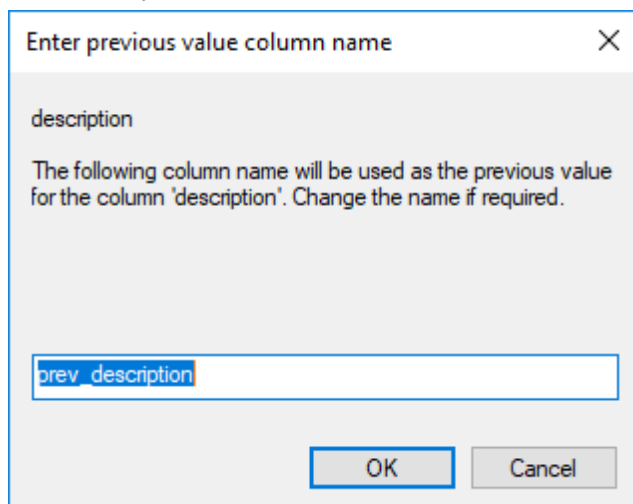 Enter previous value column name
description
The following column name will be used as the previous value
for the column 'description'. Change the name if required.
prev_description
OK
Cancel